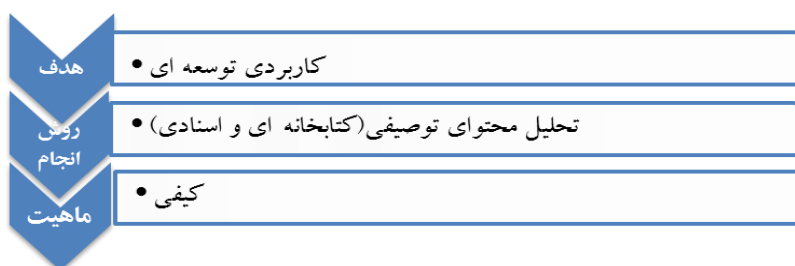 هدف
کاربردی توسعه ای •
روش
انجام
تحلیل محتوای توصیفی(کتابخانه ای و اسنادی) •
ماهیت
کیفی •